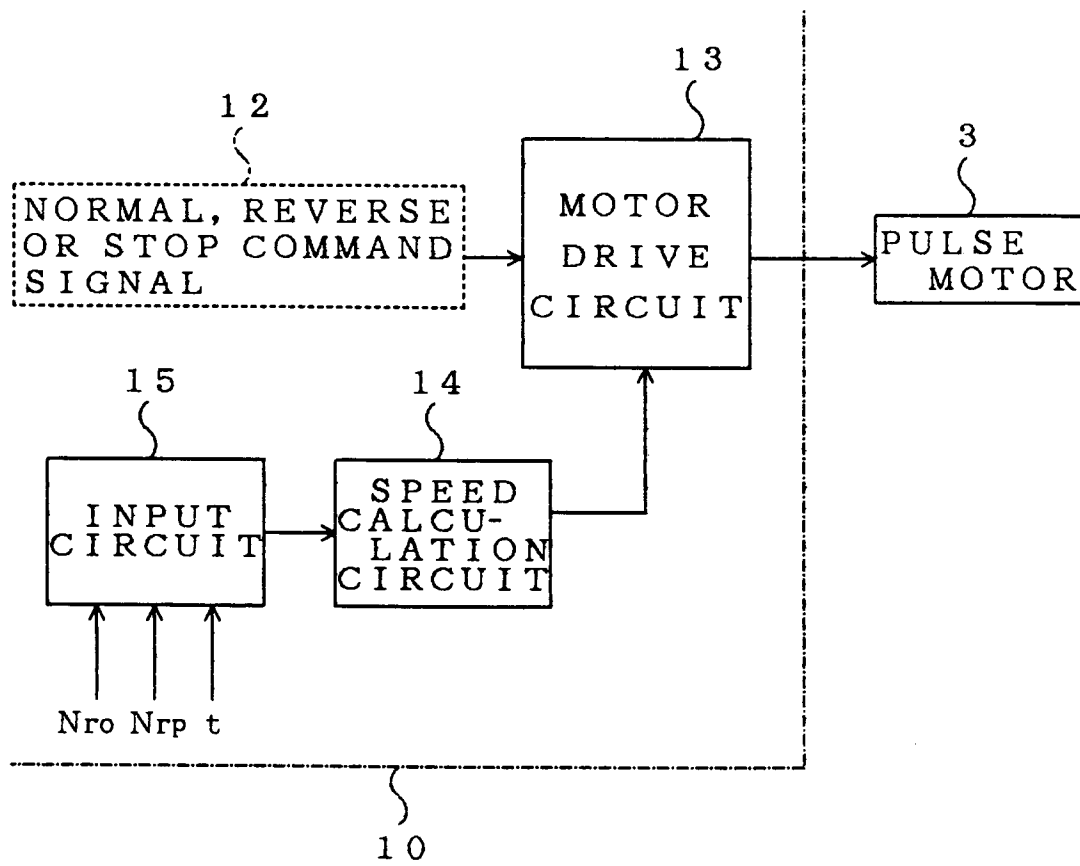 13
12
3
NORMAL, REVERSE
OR STOP COMMAND
SIGNAL
MOTOR
DRIVE
CIRCUIT
PULSE
MOTOR
15
14
INPUT
CIRCUIT
SPEED
CALCU-
LATION
CIRCUIT
Nro Nrp t
10